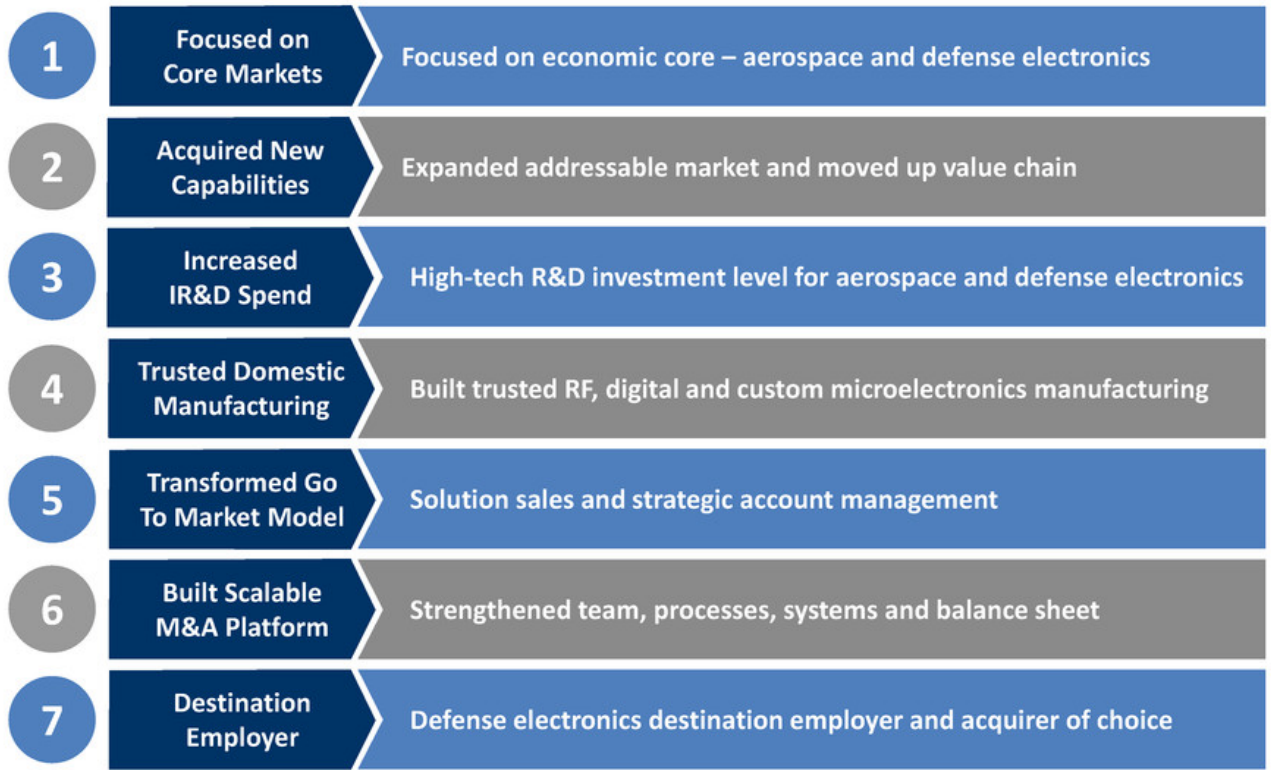 1
Focused on
Core Markets
Focused on economic core – aerospace and defense electronics
2
Acquired New
Capabilities
Expanded addressable market and moved up value chain
3
Increased
IR&D Spend
High-tech R&D investment level for aerospace and defense electronics
4
Trusted Domestic
Manufacturing
Built trusted RF, digital and custom microelectronics manufacturing
5
Transformed Go
To Market Model
Solution sales and strategic account management
6
Built Scalable
M&A Platform
Strengthened team, processes, systems and balance sheet
7
Destination
Employer
Defense electronics destination employer and acquirer of choice